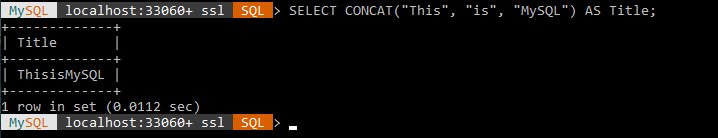 MySQL localhost:33060+ ssl SQL > SELECT CONCAT("This", "is", "MySQL") AS Title;
+-------------+
| Title       |
+-------------+
| ThisisMySQL |
+-------------+
1 row in set (0.0112 sec)
MySQL localhost:33060+ ssl SQL >